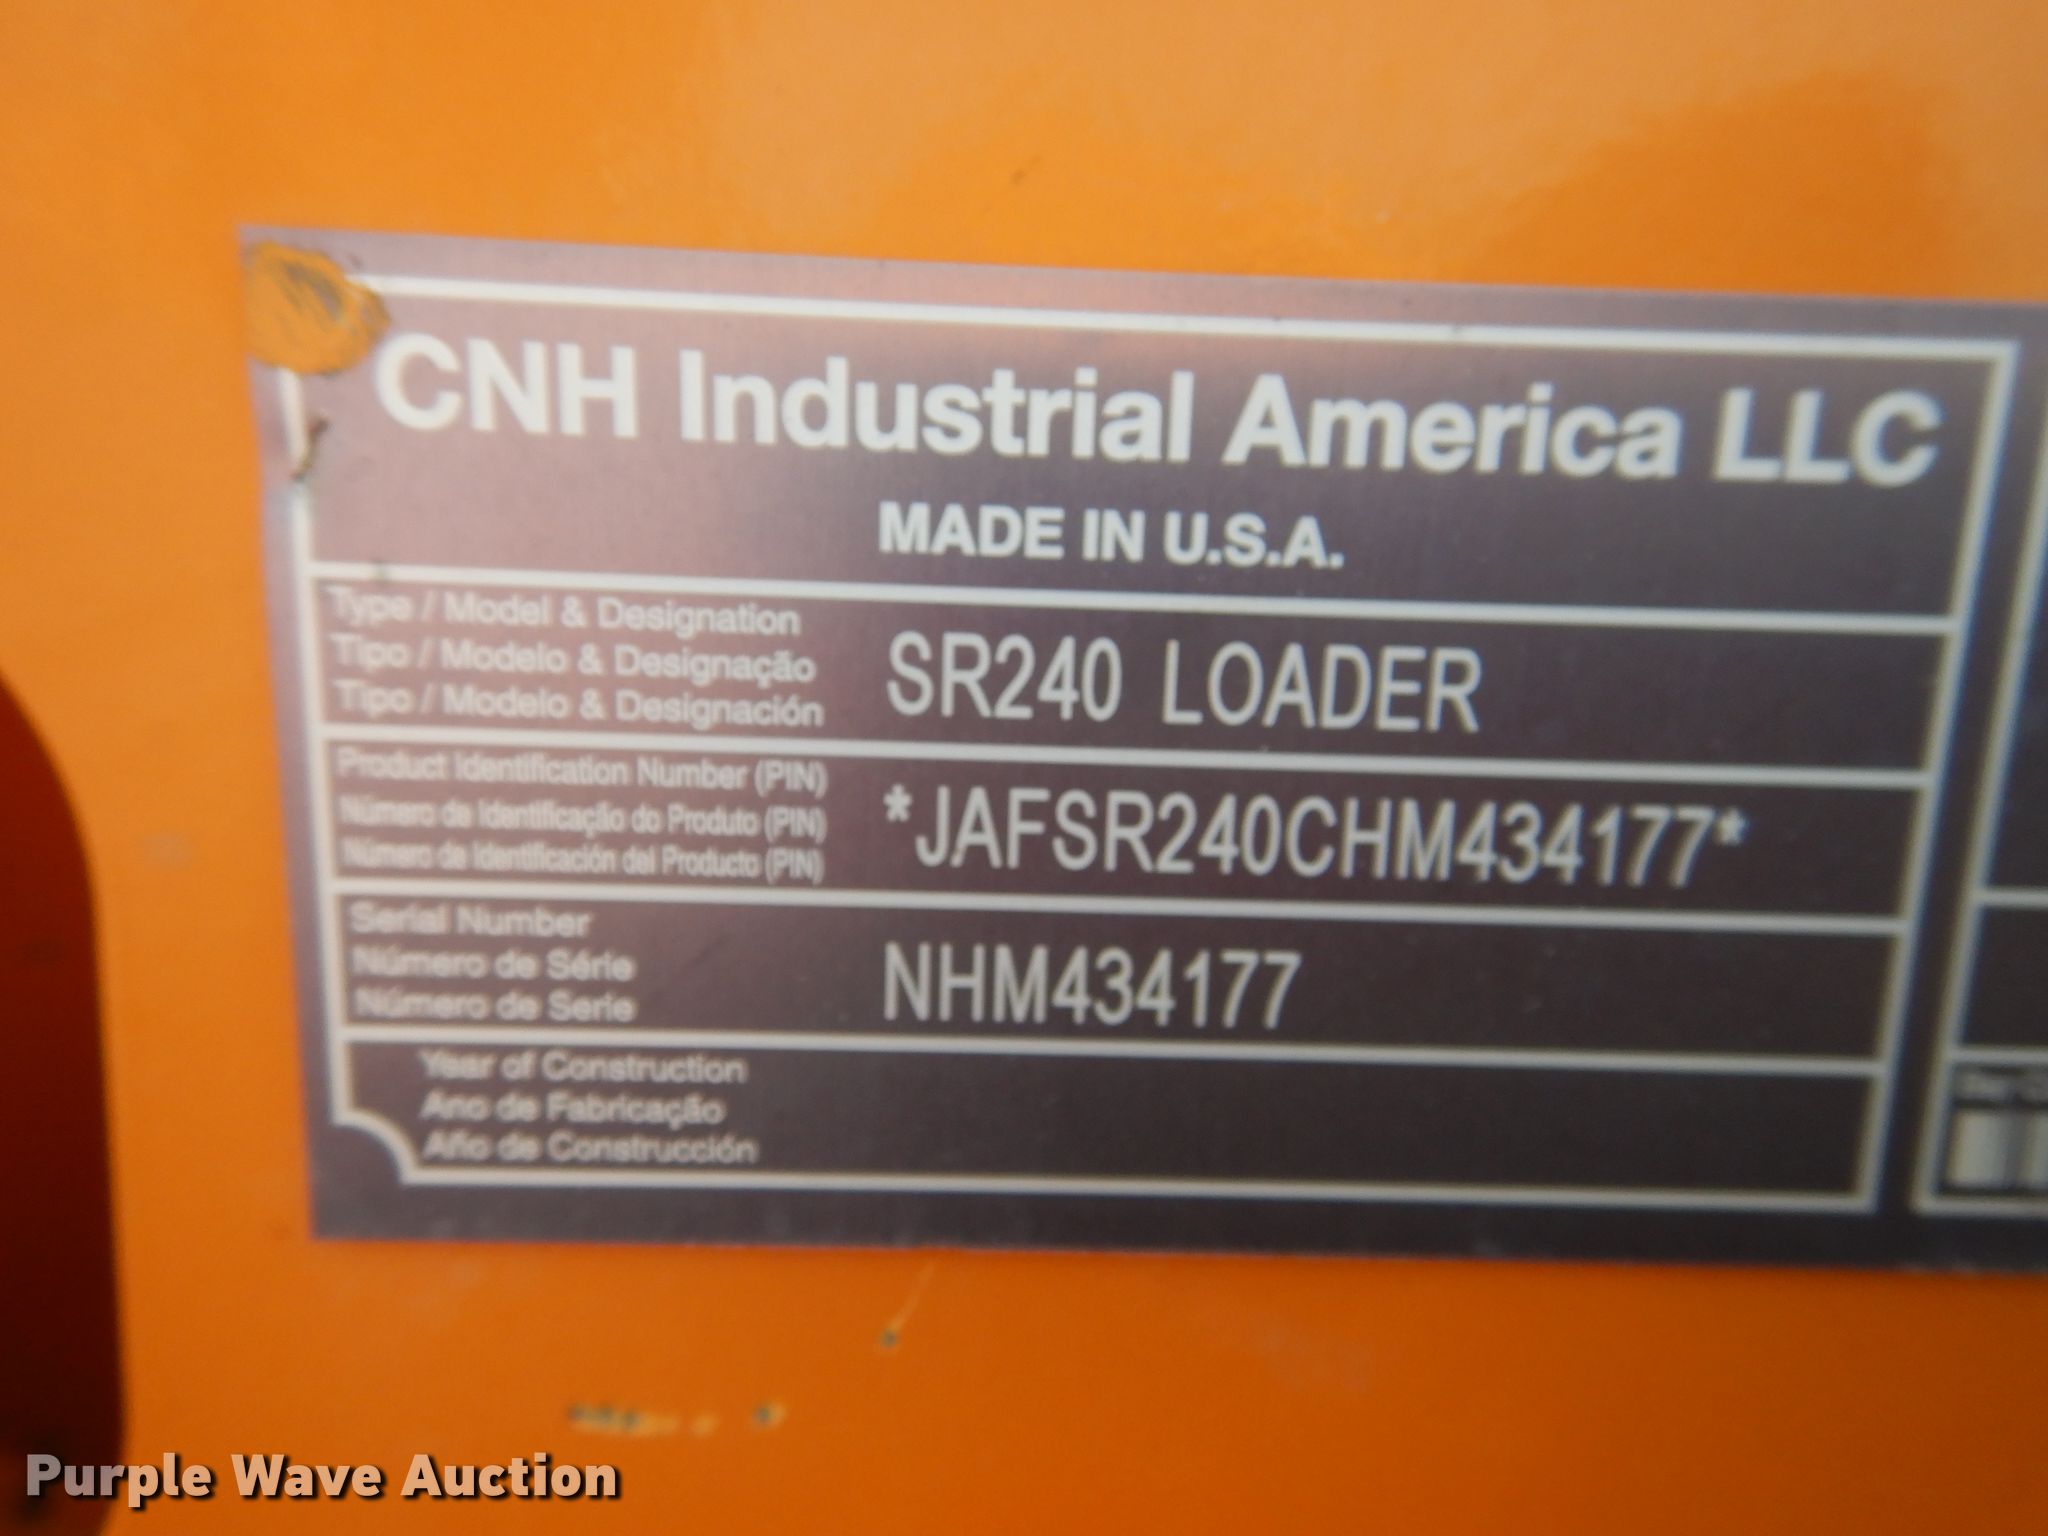 CNH Industrial America LLC
MADE IN U.S.A.
Type / Model & Designation
Tipo / Modelo & Designação
Tipo / Modelo & Designación
SR240 LOADER
Product Identification Number (PIN)
Número de Identificação do Produto (PIN)
Número de Identificación del Producto (PIN)
*JAFSR240CHM434177*
Serial Number
Número de Série
Número de Serie
NHM434177
Year of Construction
Ano de Fabricação
Año de Construcción
Purple Wave Auction